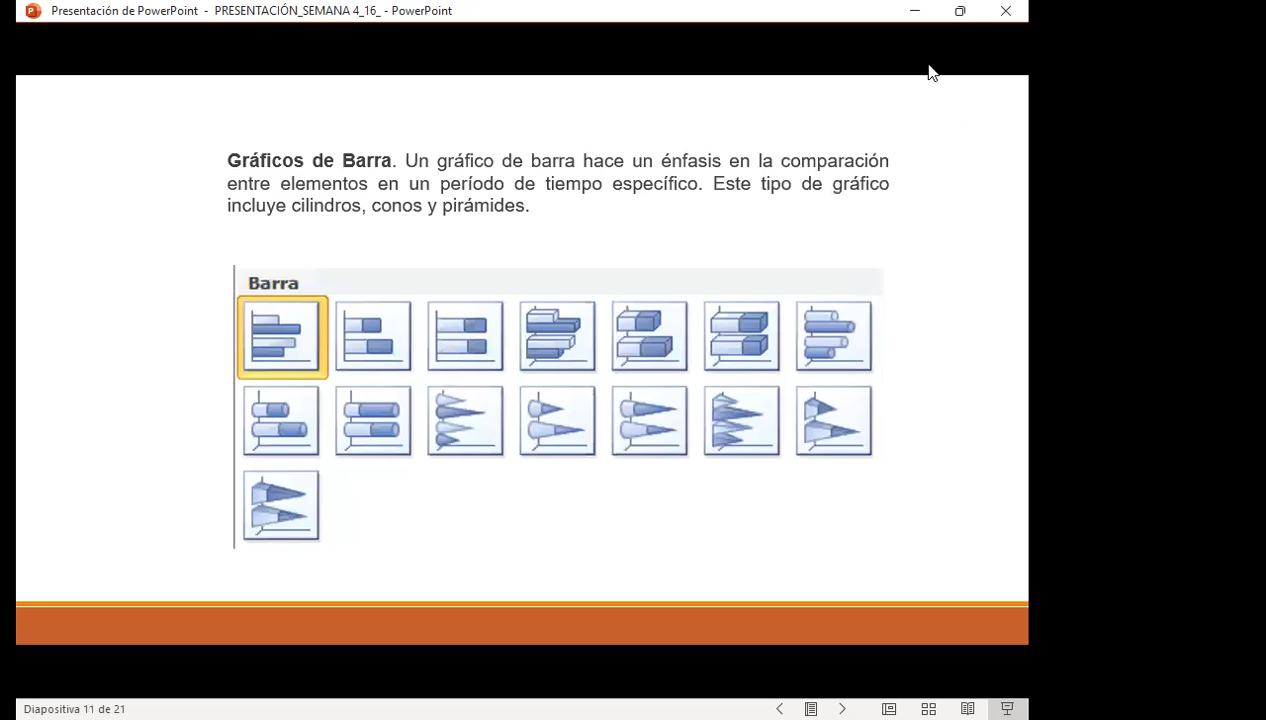 Presentación de PowerPoint - PRESENTACIÓN_SEMANA 4_16_ - PowerPoint
Gráficos de Barra. Un gráfico de barra hace un énfasis en la comparación
entre elementos en un período de tiempo específico. Este tipo de gráfico
incluye cilindros, conos y pirámides.
Barra
Diapositiva 11 de 21